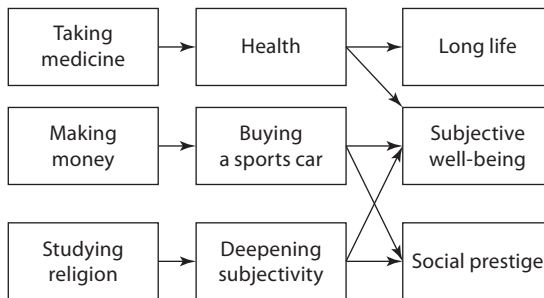 Taking
medicine
Health
Long life
Making
money
Buying
a sports car
Subjective
well-being
Studying
religion
Deepening
subjectivity
Social prestige